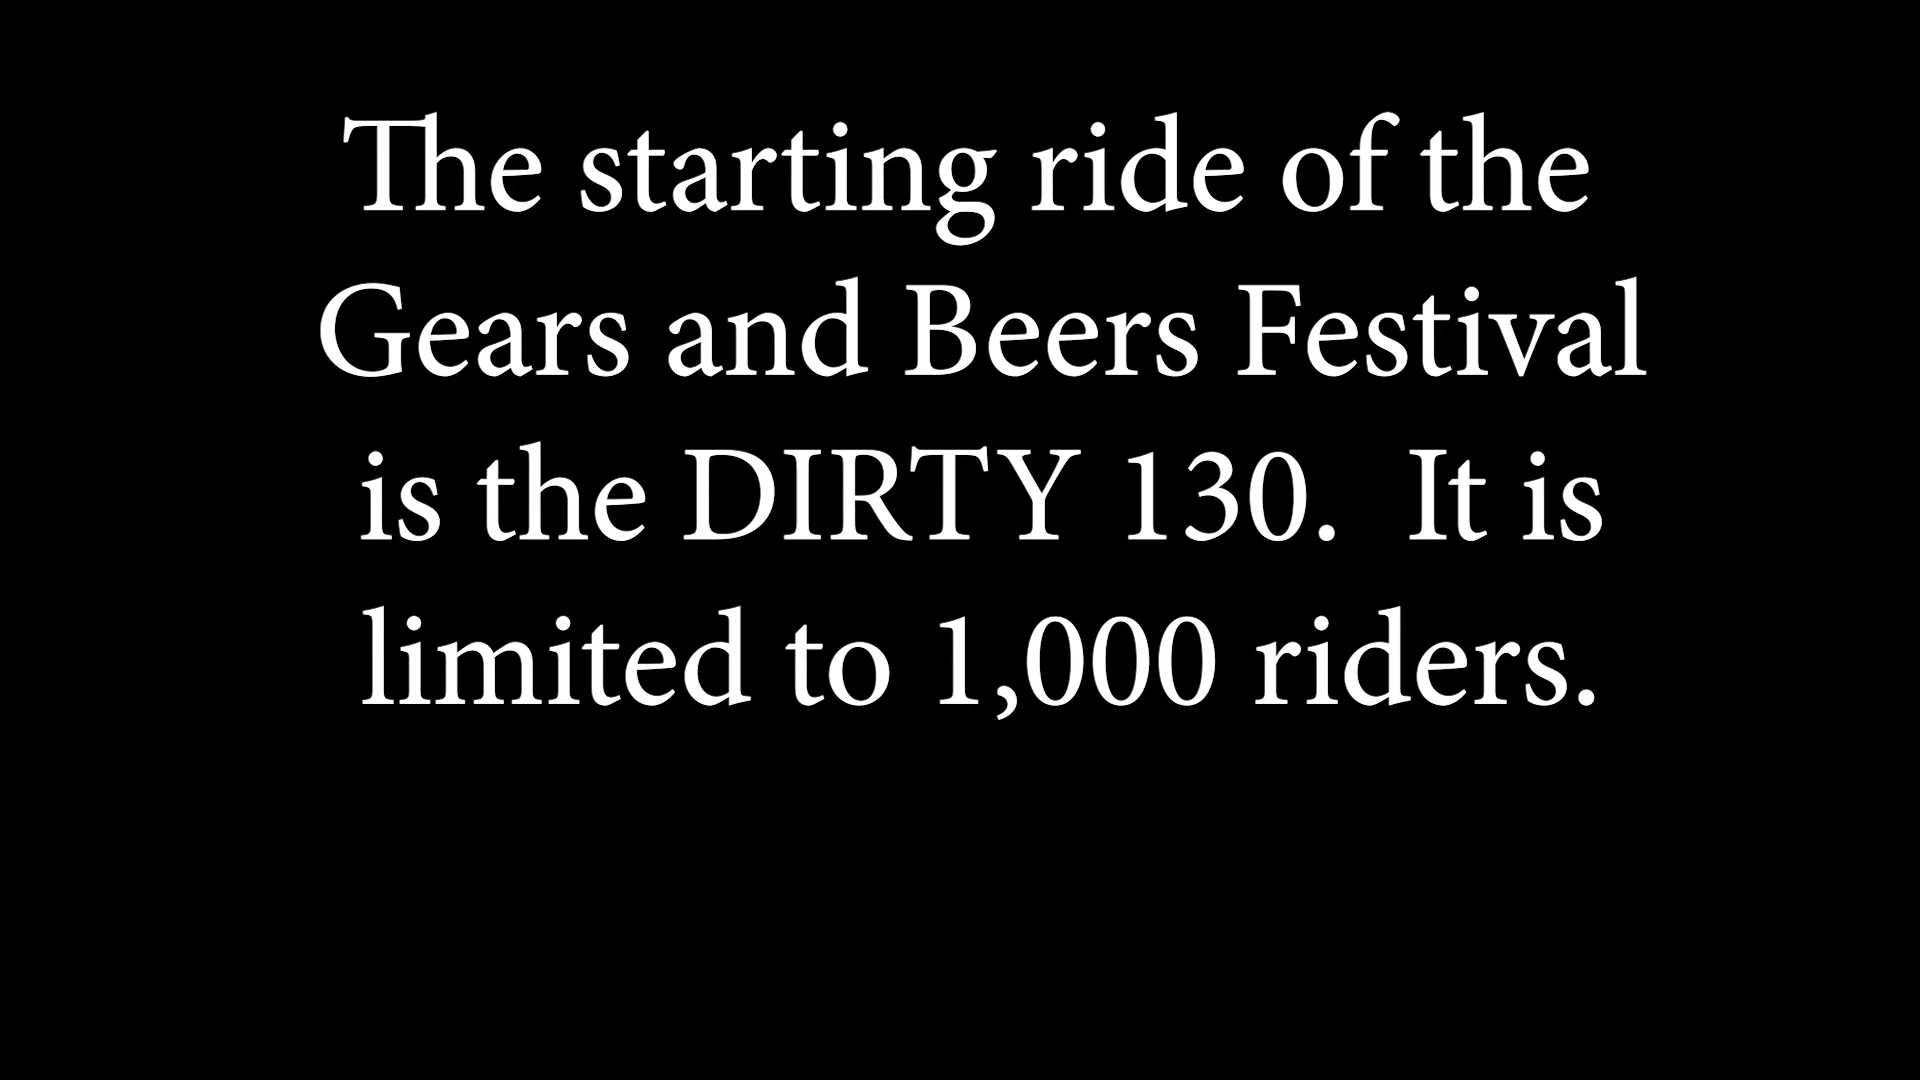 The starting ride of the
Gears and Beers Festival
is the DIRTY 130.  It is
limited to 1,000 riders.